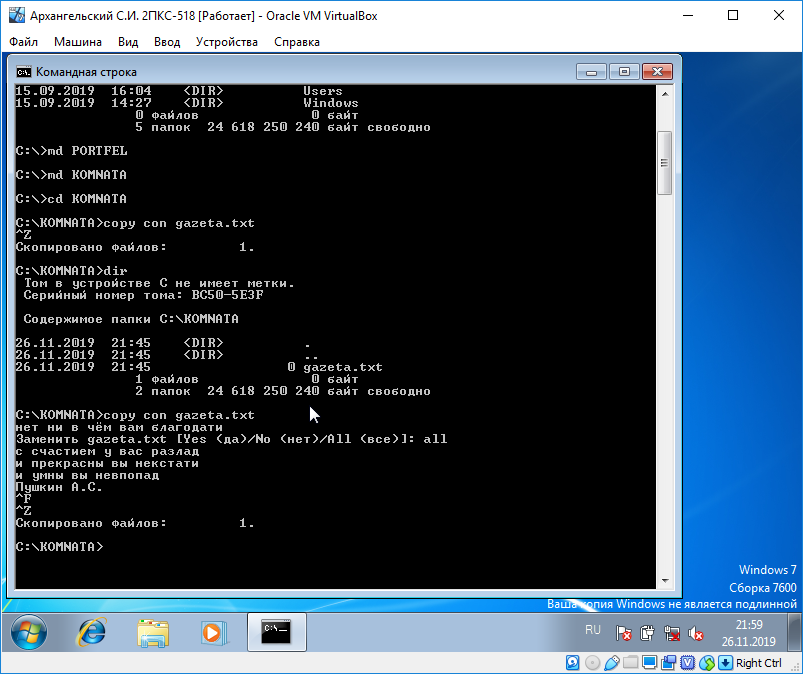 Архангельский С.И. 2ПКС-518 [Работает] - Oracle VM VirtualBox
Файл Машина Вид Ввод Устройства Справка
C:\. Командная строка
15.09.2019 16:04 <DIR> Users
15.09.2019 14:27 <DIR> Windows
0 файлов 0 байт
5 папок 24 618 250 240 байт свободно
C:\>md PORTFEL
C:\>md KOMNATA
C:\>cd KOMNATA
C:\KOMNATA>copy con gazeta.txt
^Z
Скопировано файлов: 1.
C:\KOMNATA>dir
Том в устройстве C не имеет метки.
Серийный номер тома: BC50-5E3F
Содержимое папки C:\KOMNATA
26.11.2019 21:45 <DIR> .
26.11.2019 21:45 <DIR> ..
26.11.2019 21:45 0 gazeta.txt
1 файлов 0 байт
2 папок 24 618 250 240 байт свободно
C:\KOMNATA>copy con gazeta.txt
нет ни в чём вам благодати
Заменить gazeta.txt [Yes (да)/No (нет)/All (все)]: all
с счастием у вас разлад
и прекрасны вы некстати
и умны вы невпопад
Пушкин А.С.
^F
^Z
Скопировано файлов: 1.
C:\KOMNATA>
Windows 7
Сборка 7600
Ваша копия Windows не является подлинной
C:\_
RU
21:59
26.11.2019
Right Ctrl